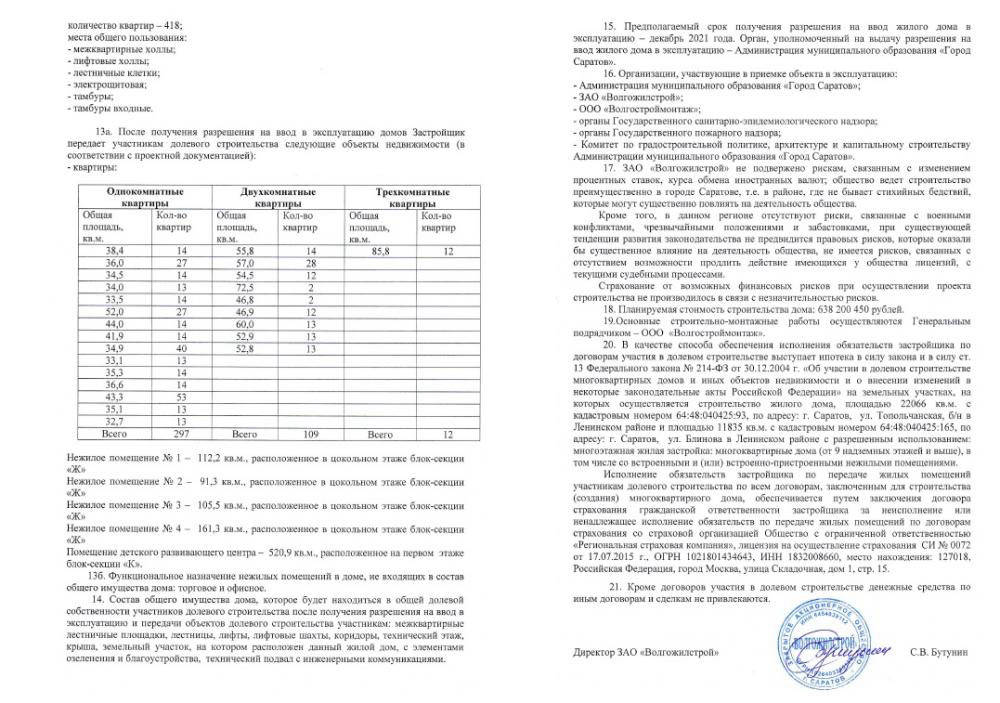 количество квартир – 418;
места общего пользования:
- межквартирные холлы;
- лифтовые холлы;
- лестничные клетки;
- электрощитовая;
- тамбуры;
- тамбуры входные.
13а. После получения разрешения на ввод в эксплуатацию домов Застройщик
передает участникам долевого строительства следующие объекты недвижимости (в
соответствии с проектной документацией):
- квартиры:
Однокомнатные квартиры Двухкомнатные квартиры Трехкомнатные квартиры
Общая площадь, кв.м. Кол-во квартир Общая площадь, кв.м. Кол-во квартир Общая площадь, кв.м. Кол-во квартир
38,4 14 55,8 14 85,8 12
36,0 27 57,0 28
34,5 14 54,5 12
34,0 13 72,5 2
33,5 14 46,8 2
52,0 27 46,9 12
44,0 14 60,0 13
41,9 14 52,9 13
34,9 40 52,8 13
33,1 13
35,3 14
36,6 14
43,3 53
35,1 13
32,7 13
Всего 297 Всего 109 Всего 12
Нежилое помещение № 1 – 112,2 кв.м., расположенное в цокольном этаже блок-секции
«Ж»
Нежилое помещение № 2 – 91,3 кв.м., расположенное в цокольном этаже блок-секции
«Ж»
Нежилое помещение № 3 – 105,5 кв.м., расположенное в цокольном этаже блок-секции
«Ж»
Нежилое помещение № 4 – 161,3 кв.м., расположенное в цокольном этаже блок-секции
«Ж»
Помещение детского развивающего центра – 520,9 кв.м., расположенное на первом этаже
блок-секции «К».
13б. Функциональное назначение нежилых помещений в доме, не входящих в состав
общего имущества дома: торговое и офисное.
14. Состав общего имущества дома, которое будет находиться в общей долевой
собственности участников долевого строительства после получения разрешения на ввод в
эксплуатацию и передачи объектов долевого строительства участникам: межквартирные
лестничные площадки, лестницы, лифты, лифтовые шахты, коридоры, технический этаж,
крыша, земельный участок, на котором расположен данный жилой дом, с элементами
озеленения и благоустройства, технический подвал с инженерными коммуникациями.
15. Предполагаемый срок получения разрешения на ввод жилого дома в
эксплуатацию – декабрь 2021 года. Орган, уполномоченный на выдачу разрешения на
ввод жилого дома в эксплуатацию – Администрация муниципального образования «Город
Саратов».
16. Организации, участвующие в приемке объекта в эксплуатацию:
- Администрация муниципального образования «Город Саратов»;
- ЗАО «Волгожилстрой»;
- ООО «Волгостроймонтаж»;
- органы Государственного санитарно-эпидемиологического надзора;
- органы Государственного пожарного надзора;
- Комитет по градостроительной политике, архитектуре и капитальному строительству
Администрации муниципального образования «Город Саратов».
17. ЗАО «Волгожилстрой» не подвержено рискам, связанным с изменением
процентных ставок, курса обмена иностранных валют; общество ведет строительство
преимущественно в городе Саратове, т.е. в районе, где не бывает стихийных бедствий,
которые могут существенно повлиять на деятельность общества.
Кроме того, в данном регионе отсутствуют риски, связанные с военными
конфликтами, чрезвычайными положениями и забастовками, при существующей
тенденции развития законодательства не предвидится правовых рисков, которые оказали
бы существенное влияние на деятельность общества, не имеется рисков, связанных с
отсутствием возможности продлить действие имеющихся у общества лицензий, с
текущими судебными процессами.
Страхование от возможных финансовых рисков при осуществлении проекта
строительства не производилось в связи с незначительностью рисков.
18. Планируемая стоимость строительства дома: 638 200 450 рублей.
19.Основные строительно-монтажные работы осуществляются Генеральным
подрядчиком – ООО «Волгостроймонтаж».
20. В качестве способа обеспечения исполнения обязательств застройщика по
договорам участия в долевом строительстве выступает ипотека в силу закона и в силу ст.
13 Федерального закона № 214-ФЗ от 30.12.2004 г. «Об участии в долевом строительстве
многоквартирных домов и иных объектов недвижимости и о внесении изменений в
некоторые законодательные акты Российской Федерации» на земельных участках, на
которых осуществляется строительство жилого дома, площадью 22066 кв.м. с
кадастровым номером 64:48:040425:93, по адресу: г. Саратов, ул. Топольчанская, б/н в
Ленинском районе и площадью 11835 кв.м. с кадастровым номером 64:48:040425:165, по
адресу: г. Саратов, ул. Блинова в Ленинском районе с разрешенным использованием:
многоэтажная жилая застройка: многоквартирные дома (от 9 надземных этажей и выше), в
том числе со встроенными и (или) встроенно-пристроенными нежилыми помещениями.
Исполнение обязательств застройщика по передаче жилых помещений
участникам долевого строительства по всем договорам, заключенным для строительства
(создания) многоквартирного дома, обеспечивается путем заключения договора
страхования гражданской ответственности застройщика за неисполнение или
ненадлежащее исполнение обязательств по передаче жилых помещений по договорам
страхования со страховой организацией Общество с ограниченной ответственностью
«Региональная страховая компания», лицензия на осуществление страхования СИ № 0072
от 17.07.2015 г., ОГРН 1021801434643, ИНН 1832008660, место нахождения: 127018,
Российская Федерация, город Москва, улица Складочная, дом 1, стр. 15.
21. Кроме договоров участия в долевом строительстве денежные средства по
иным договорам и сделкам не привлекаются.
ВОЛГОЖИЛСТРОЙ
Г. САРАТОВ
Директор ЗАО «Волгожилстрой» С.В. Бутунин